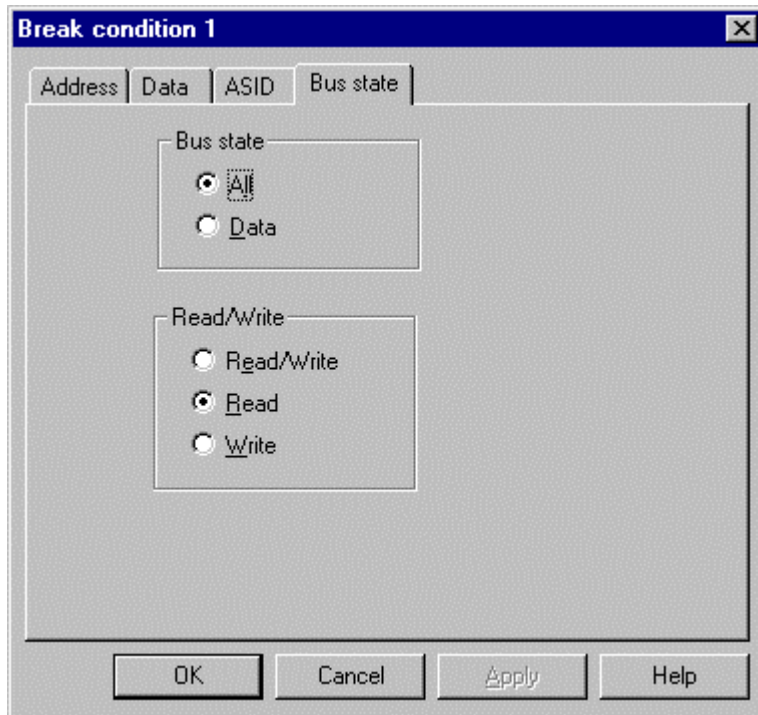 Break condition 1
Address Data ASID Bus state
Bus state
All
Data
Read/Write
Read/Write
Read
Write
OK Cancel Apply Help